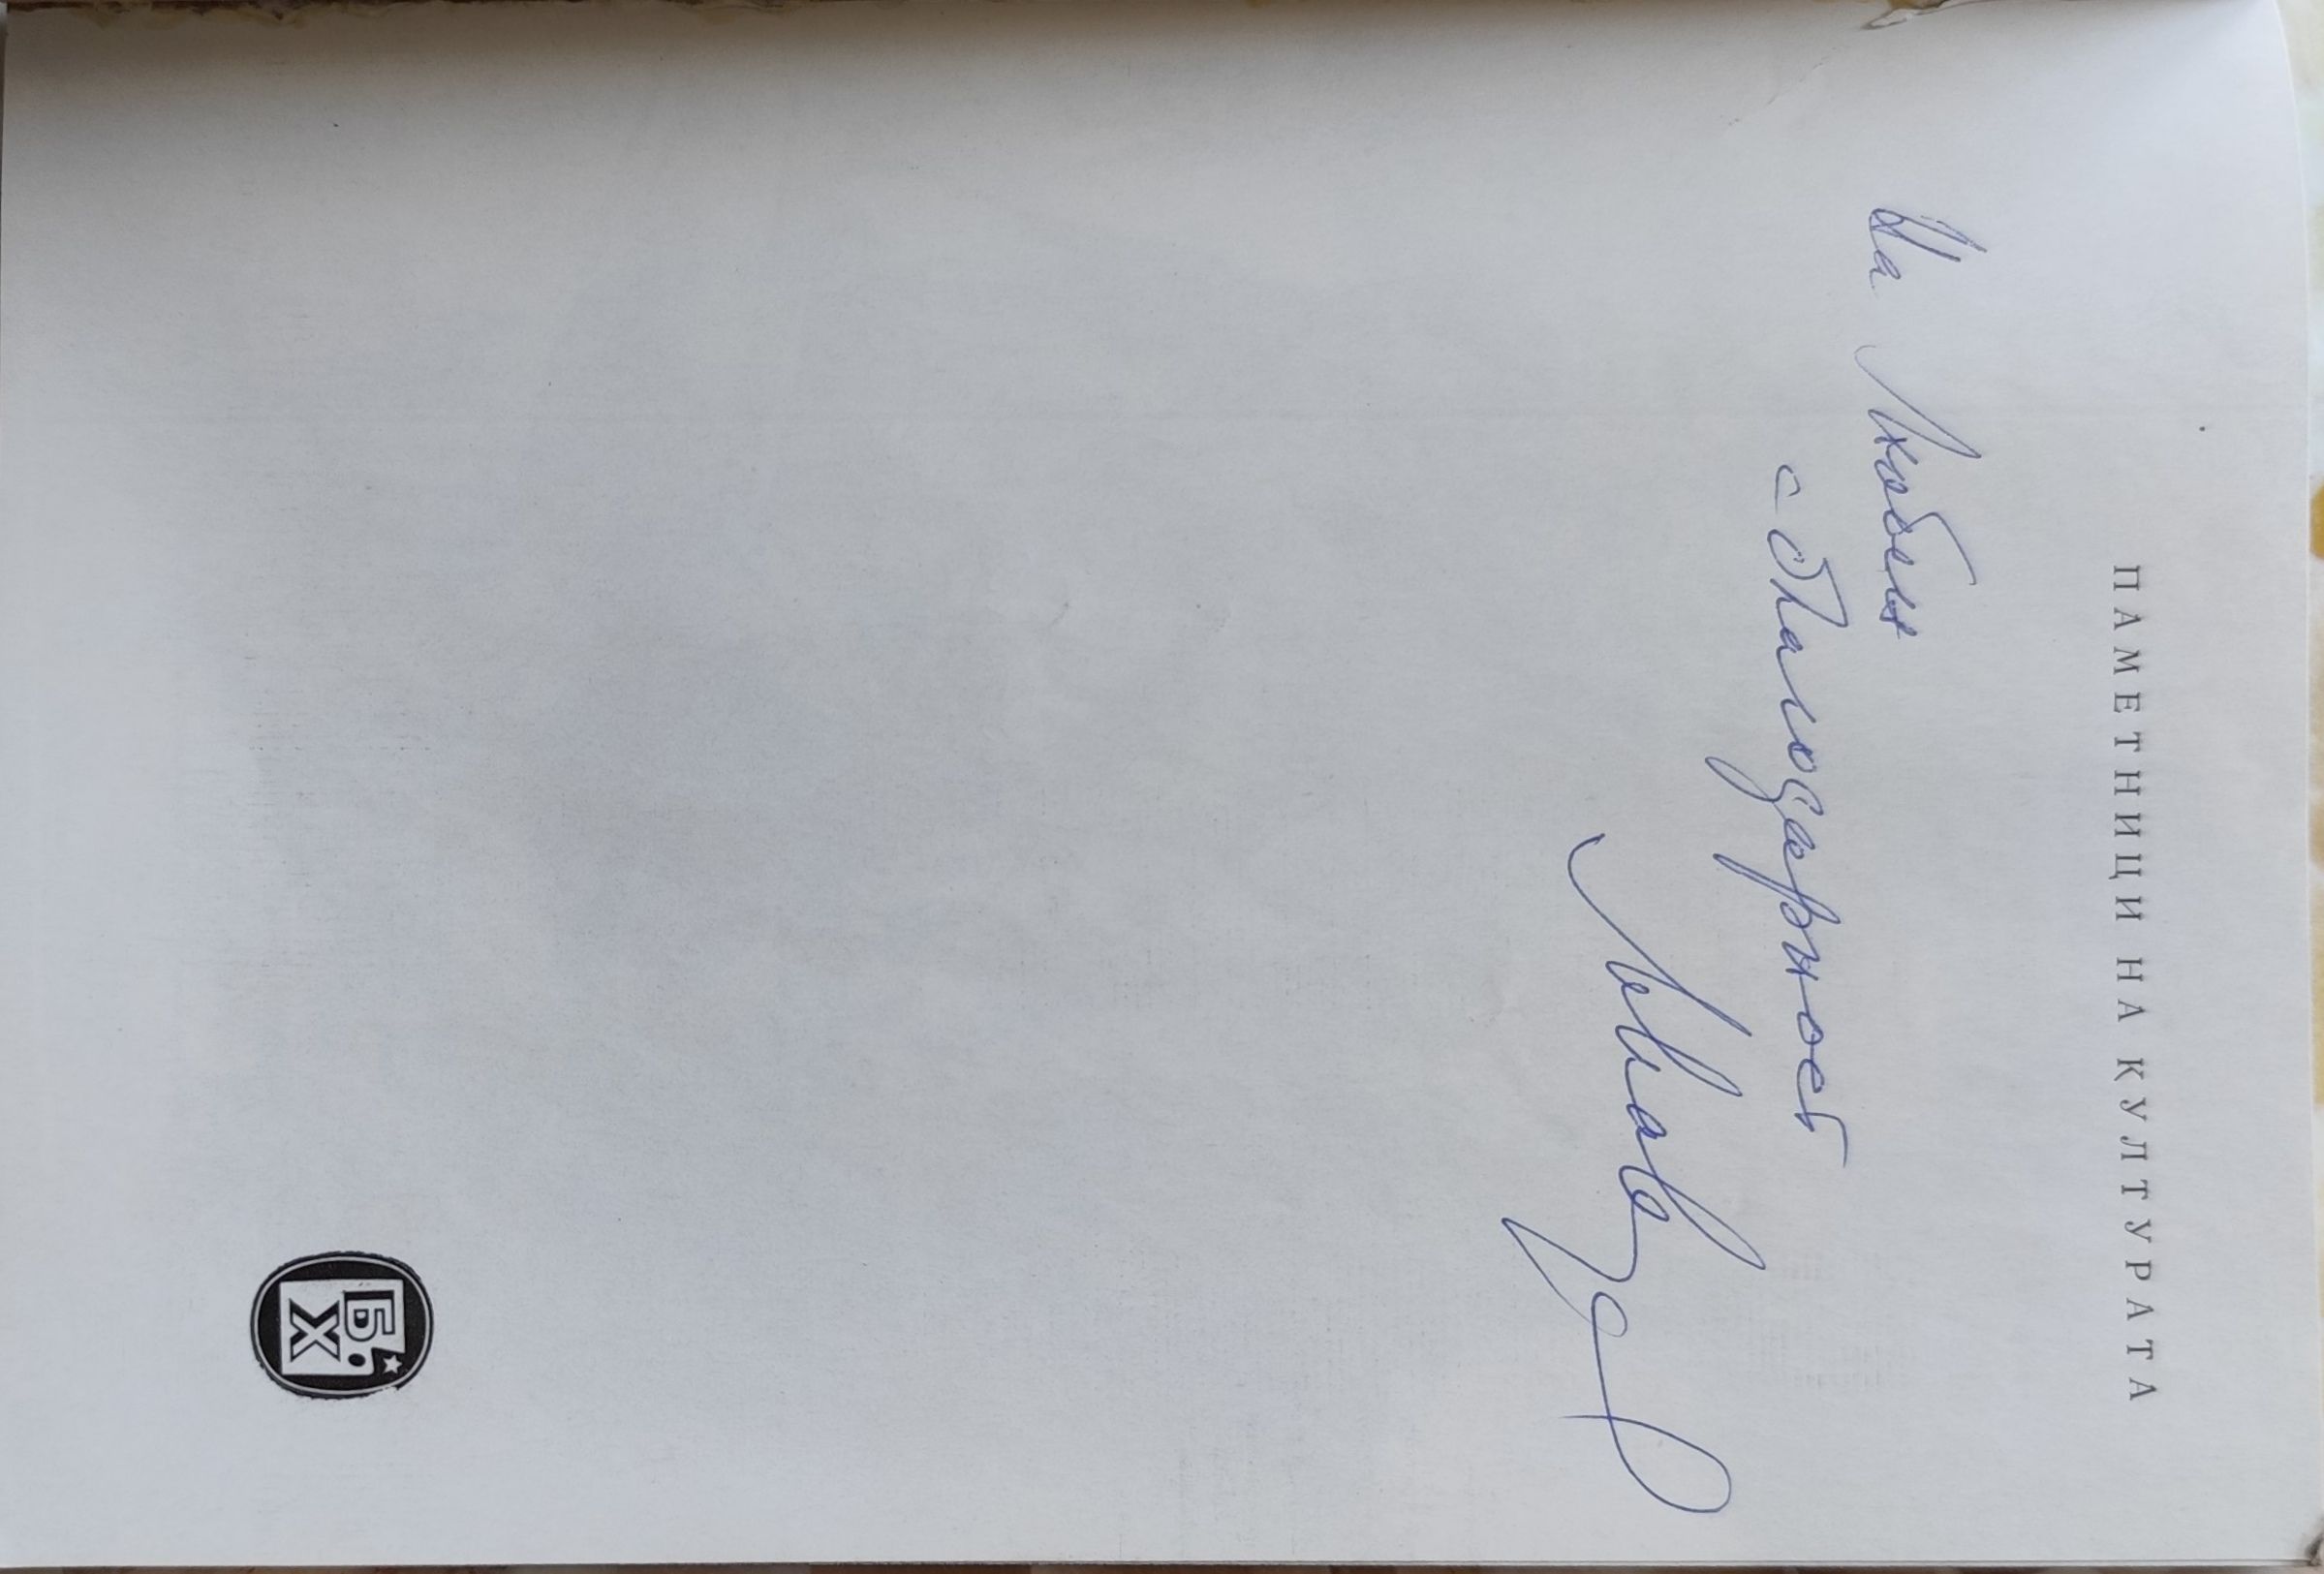 ПАМЕТНИЦИ НА КУЛТУРАТА
На Любен
с благодарност
БХ